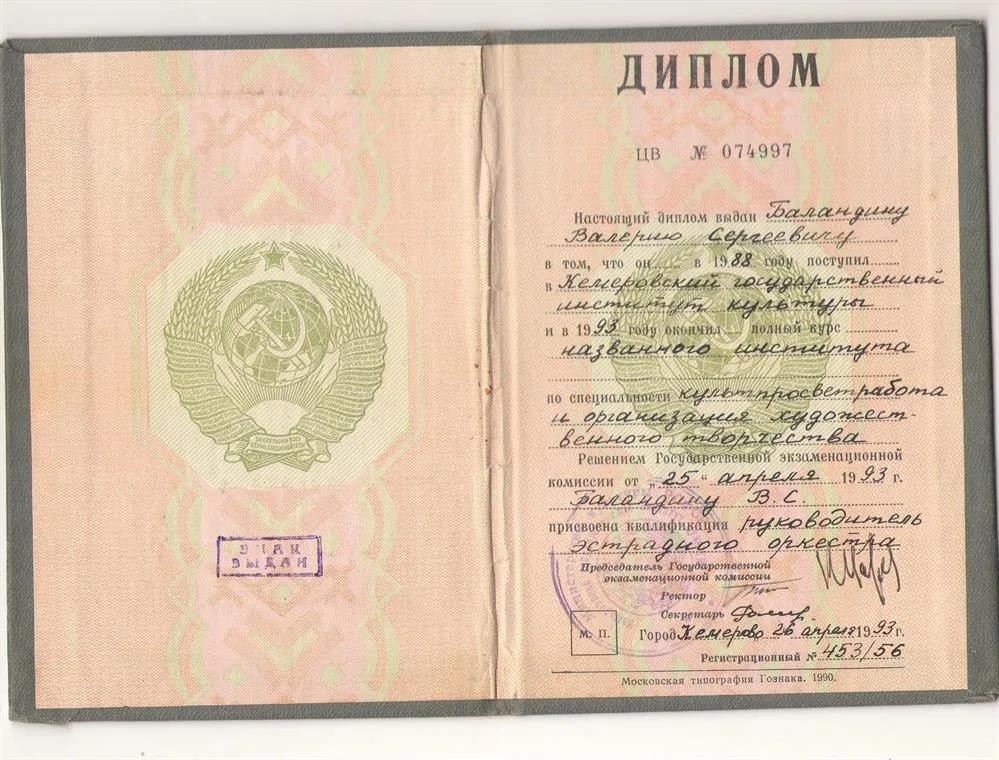 ЗНАК
ВЫДАН
ДИПЛОМ
ЦВ № 074997
Настоящий диплом выдан Баландину
Валерию Сергеевичу
в том, что он в 1988 году поступил
в Кемеровский государственный
институт культуры
и в 1993 году окончил полный курс
названного института
по специальности культпросветработа
и организация художест-
венного творчества
Решением Государственной экзаменационной
комиссии от „25“ апреля 1993 г.
Баландину В. С.
присвоена квалификация руководитель
эстрадного оркестра
Председатель Государственной
экзаменационной комиссии
Ректор
Секретарь
М. П. Город Кемерово 26 апреля 1993 г.
Регистрационный № 453/56
Московская типография Гознака. 1990.